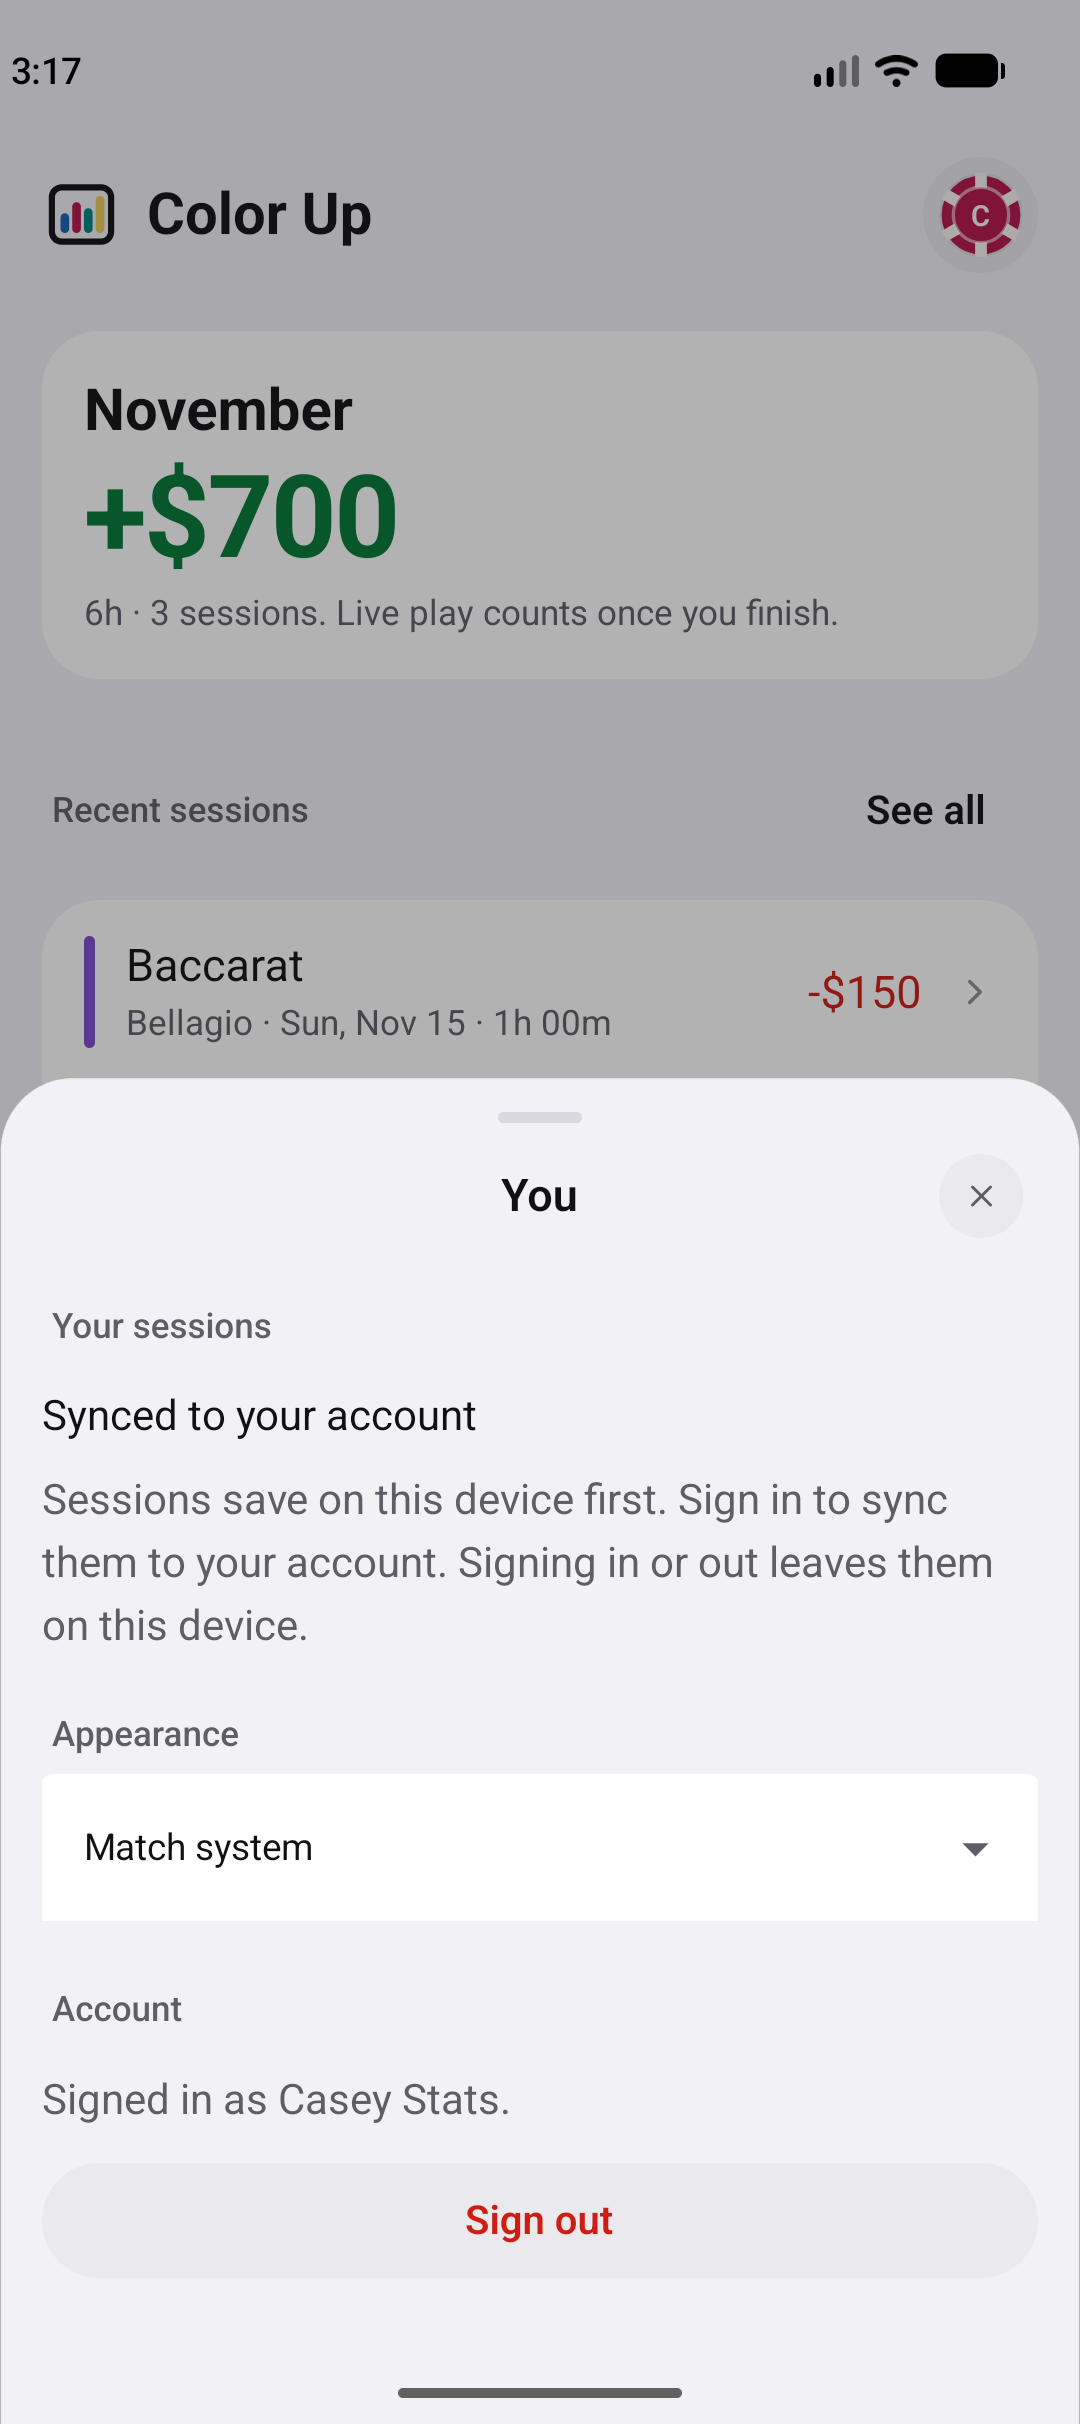 3:17
Color Up
C
November
+$700
6h · 3 sessions. Live play counts once you finish.
Recent sessions
See all
Baccarat
-$150
Bellagio · Sun, Nov 15 · 1h 00m
You
Your sessions
Synced to your account
Sessions save on this device first. Sign in to sync
them to your account. Signing in or out leaves them
on this device.
Appearance
Match system
Account
Signed in as Casey Stats.
Sign out